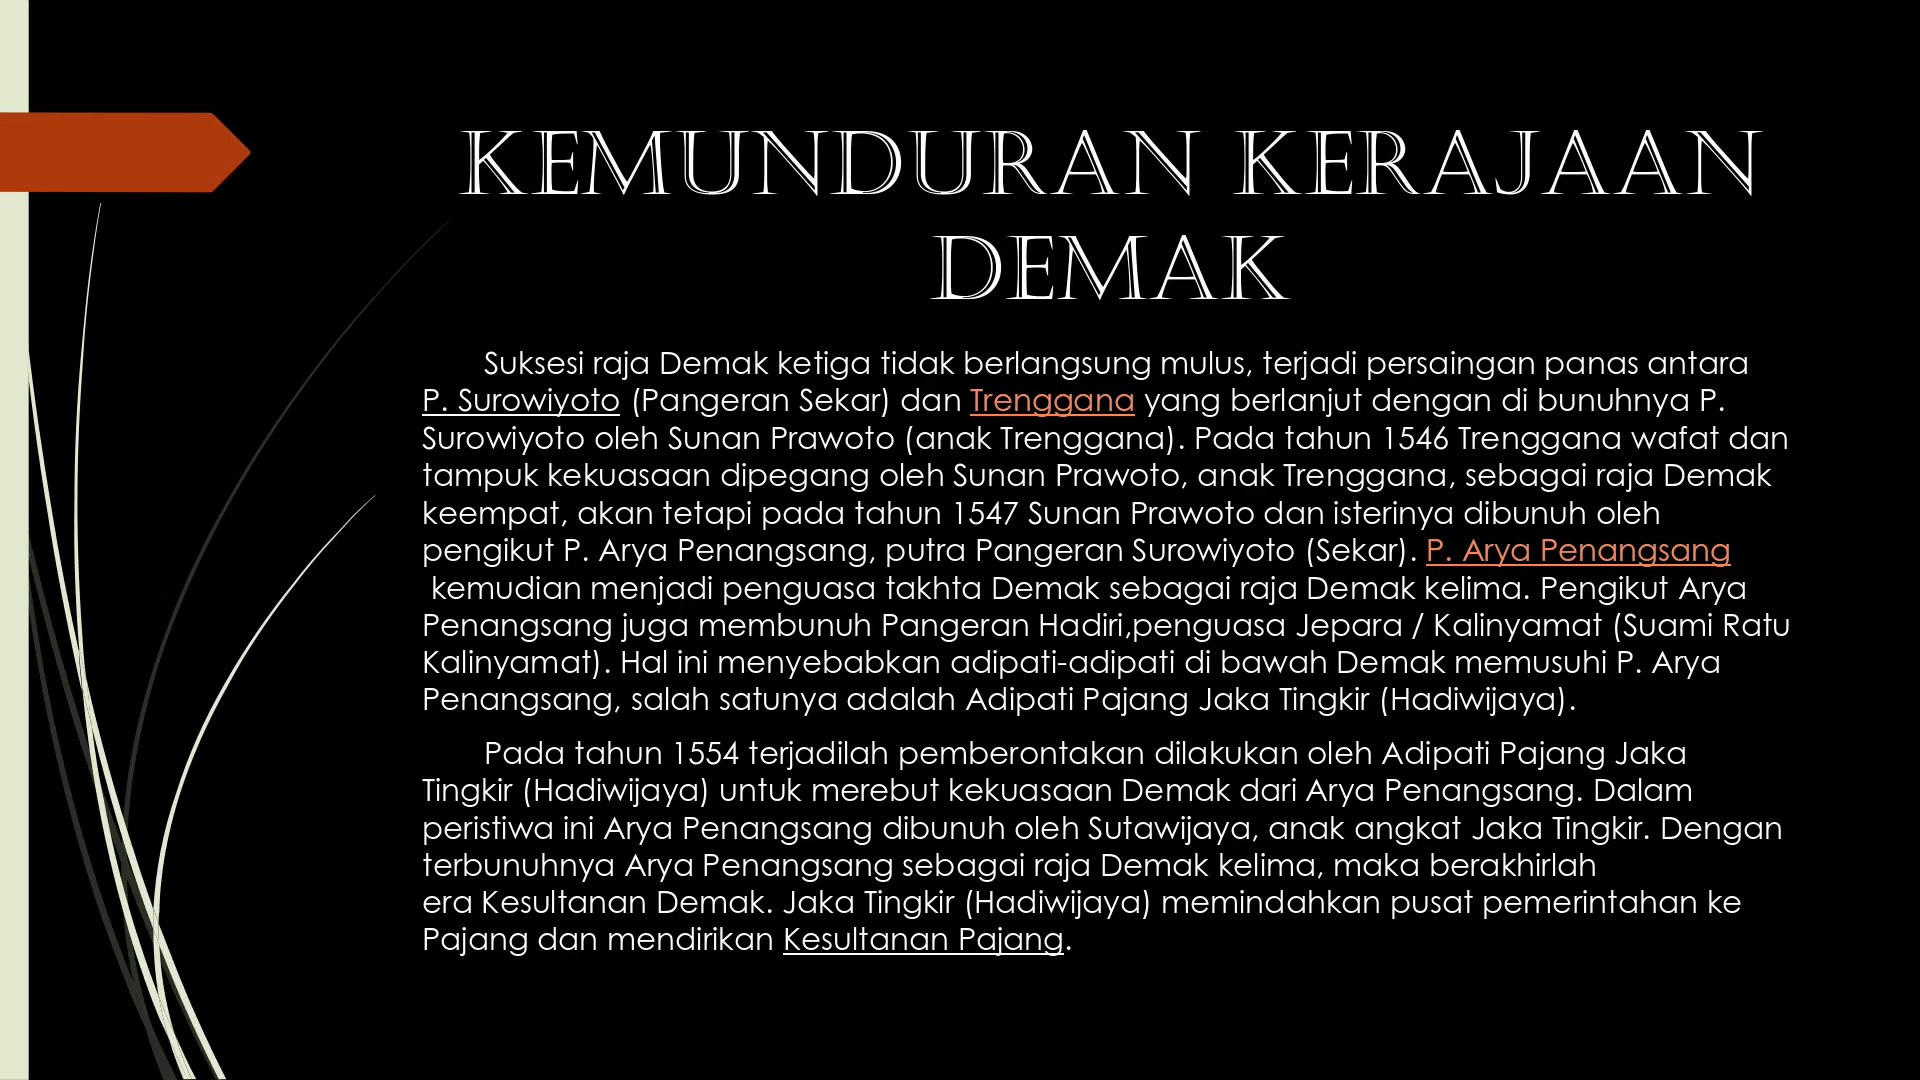 KEMUNDURAN KERAJAAN
DEMAK
Suksesi raja Demak ketiga tidak berlangsung mulus, terjadi persaingan panas antara
P. Surowiyoto (Pangeran Sekar) dan Trenggana yang berlanjut dengan di bunuhnya P.
Surowiyoto oleh Sunan Prawoto (anak Trenggana). Pada tahun 1546 Trenggana wafat dan
tampuk kekuasaan dipegang oleh Sunan Prawoto, anak Trenggana, sebagai raja Demak
keempat, akan tetapi pada tahun 1547 Sunan Prawoto dan isterinya dibunuh oleh
pengikut P. Arya Penangsang, putra Pangeran Surowiyoto (Sekar). P. Arya Penangsang
kemudian menjadi penguasa takhta Demak sebagai raja Demak kelima. Pengikut Arya
Penangsang juga membunuh Pangeran Hadiri,penguasa Jepara / Kalinyamat (Suami Ratu
Kalinyamat). Hal ini menyebabkan adipati-adipati di bawah Demak memusuhi P. Arya
Penangsang, salah satunya adalah Adipati Pajang Jaka Tingkir (Hadiwijaya).
Pada tahun 1554 terjadilah pemberontakan dilakukan oleh Adipati Pajang Jaka
Tingkir (Hadiwijaya) untuk merebut kekuasaan Demak dari Arya Penangsang. Dalam
peristiwa ini Arya Penangsang dibunuh oleh Sutawijaya, anak angkat Jaka Tingkir. Dengan
terbunuhnya Arya Penangsang sebagai raja Demak kelima, maka berakhirlah
era Kesultanan Demak. Jaka Tingkir (Hadiwijaya) memindahkan pusat pemerintahan ke
Pajang dan mendirikan Kesultanan Pajang.